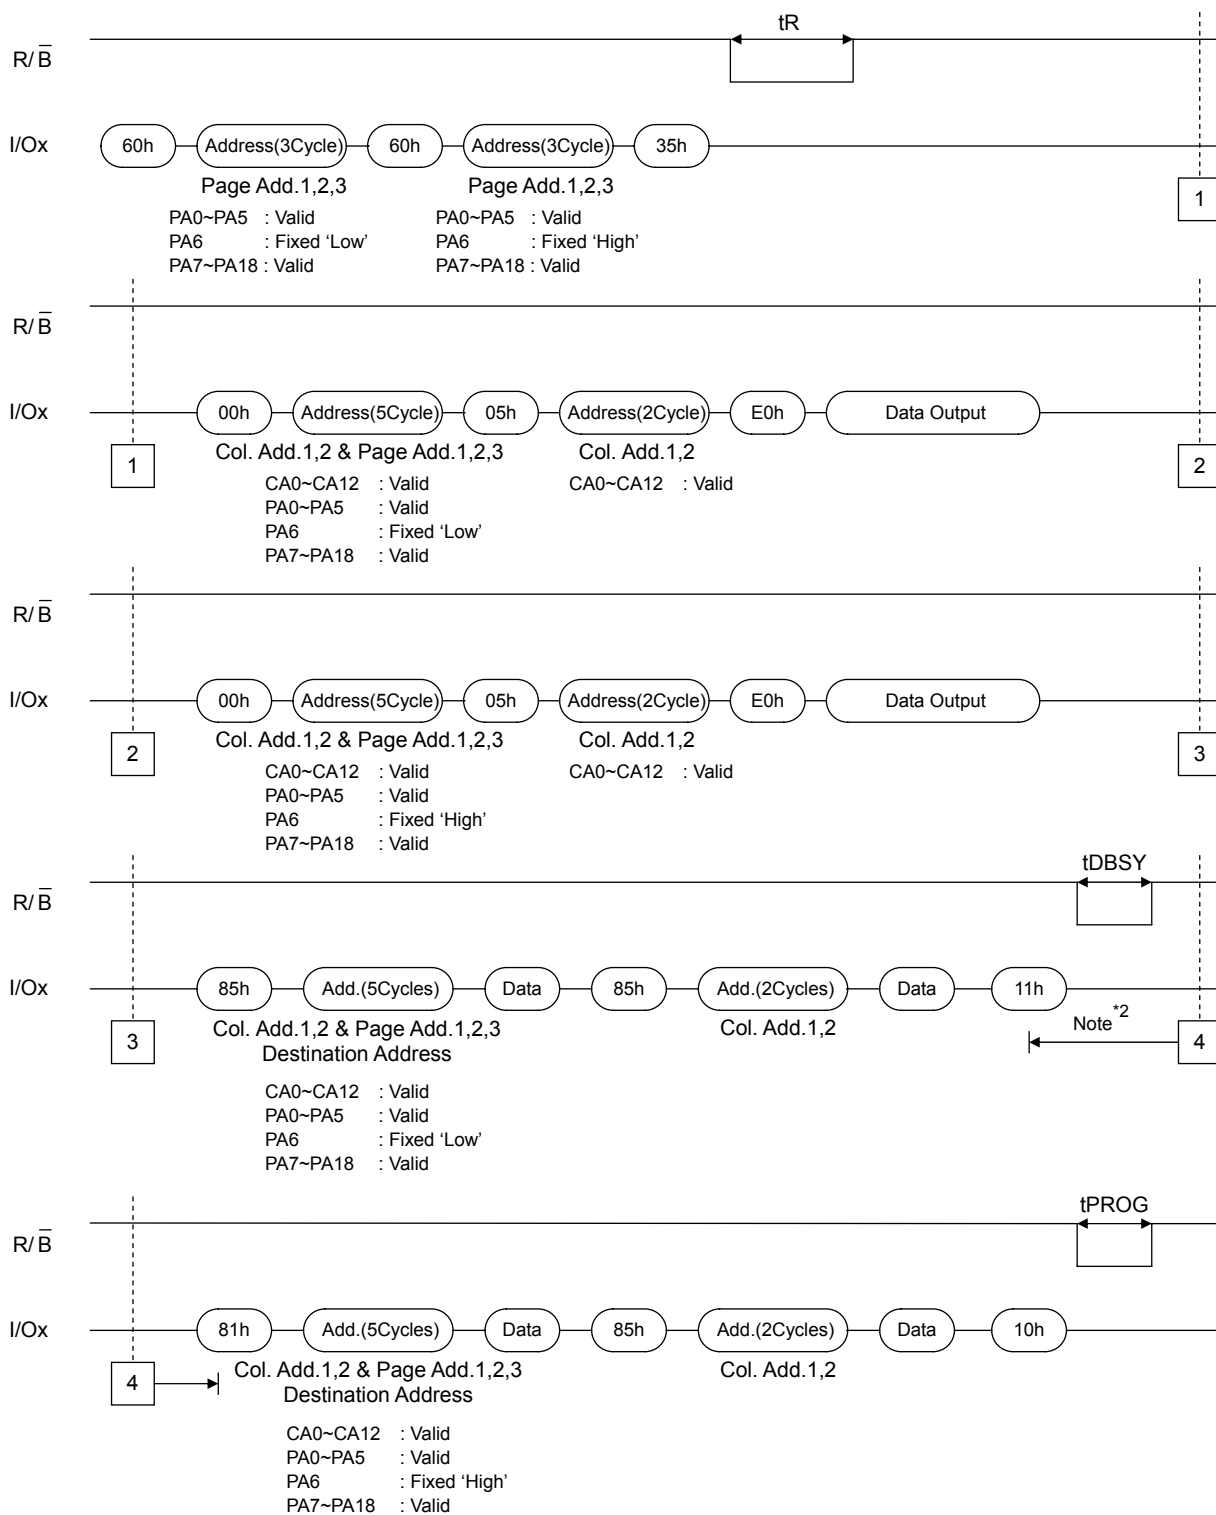 tR
R/B̅
I/Ox 60h Address(3Cycle) 60h Address(3Cycle) 35h
Page Add.1,2,3 Page Add.1,2,3
1
PA0~PA5 : Valid PA0~PA5 : Valid
PA6 : Fixed ‘Low’ PA6 : Fixed ‘High’
PA7~PA18 : Valid PA7~PA18 : Valid
R/B̅
I/Ox 00h Address(5Cycle) 05h Address(2Cycle) E0h Data Output
1 Col. Add.1,2 & Page Add.1,2,3 Col. Add.1,2 2
CA0~CA12 : Valid CA0~CA12 : Valid
PA0~PA5 : Valid
PA6 : Fixed ‘Low’
PA7~PA18 : Valid
R/B̅
I/Ox 00h Address(5Cycle) 05h Address(2Cycle) E0h Data Output
2 Col. Add.1,2 & Page Add.1,2,3 Col. Add.1,2 3
CA0~CA12 : Valid CA0~CA12 : Valid
PA0~PA5 : Valid
PA6 : Fixed ‘High’
PA7~PA18 : Valid
tDBSY
R/B̅
I/Ox 85h Add.(5Cycles) Data 85h Add.(2Cycles) Data 11h
3 Col. Add.1,2 & Page Add.1,2,3 Col. Add.1,2 Note*2 4
Destination Address
CA0~CA12 : Valid
PA0~PA5 : Valid
PA6 : Fixed ‘Low’
PA7~PA18 : Valid
tPROG
R/B̅
I/Ox 81h Add.(5Cycles) Data 85h Add.(2Cycles) Data 10h
4 Col. Add.1,2 & Page Add.1,2,3 Col. Add.1,2
Destination Address
CA0~CA12 : Valid
PA0~PA5 : Valid
PA6 : Fixed ‘High’
PA7~PA18 : Valid